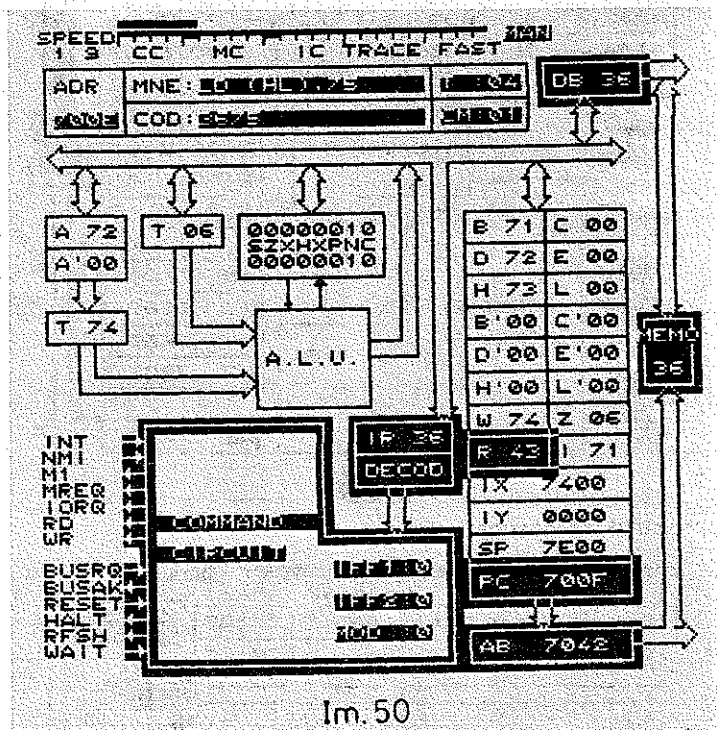 SPEED
1 9 CC MC IC TRACE FAST
DB 36
ADR MNE: LD (HL),75
COD:
A 72
A'00
T 06
00000010
SZXHXPNC
00000010
T 74
A.L.U.
B 71 C 00
D 72 E 00
H 73 L 00
B'00 C'00
D'00 E'00
H'00 L'00
W 74 Z 06
R 43 I 71
IX 7400
IY 0000
SP 7E00
PC 700F
AB 7042
MEMO
36
IR 36
DECOD
INT
NMI
M1
MREQ
IORQ
RD
WR
BUSRQ
BUSAK
RESET
HALT
RFSH
WAIT
COMMAND
CIRCUIT
Im. 50